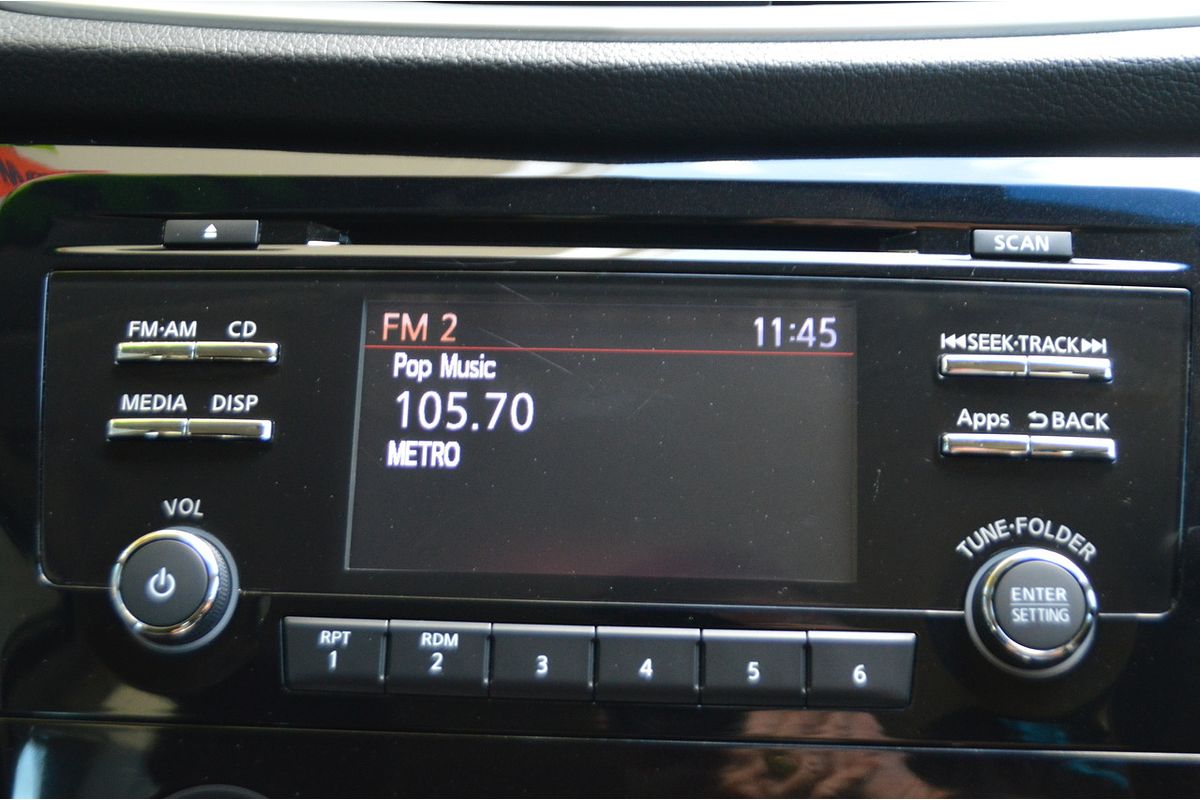 SCAN
FM·AM CD
MEDIA DISP
VOL
FM 2 11:45
Pop Music
105.70
METRO
SEEK·TRACK
Apps BACK
TUNE·FOLDER
ENTER
SETTING
RPT RDM
1 2 3 4 5 6